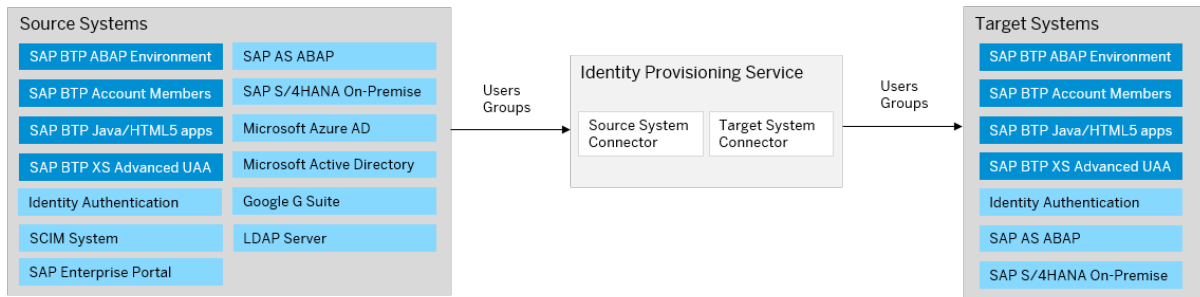 Source Systems
SAP BTP ABAP Environment
SAP BTP Account Members
SAP BTP Java/HTML5 apps
SAP BTP XS Advanced UAA
Identity Authentication
SCIM System
SAP Enterprise Portal
SAP AS ABAP
SAP S/4HANA On-Premise
Microsoft Azure AD
Microsoft Active Directory
Google G Suite
LDAP Server
Users
Groups
Identity Provisioning Service
Source System
Connector
Target System
Connector
Users
Groups
Target Systems
SAP BTP ABAP Environment
SAP BTP Account Members
SAP BTP Java/HTML5 apps
SAP BTP XS Advanced UAA
Identity Authentication
SAP AS ABAP
SAP S/4HANA On-Premise